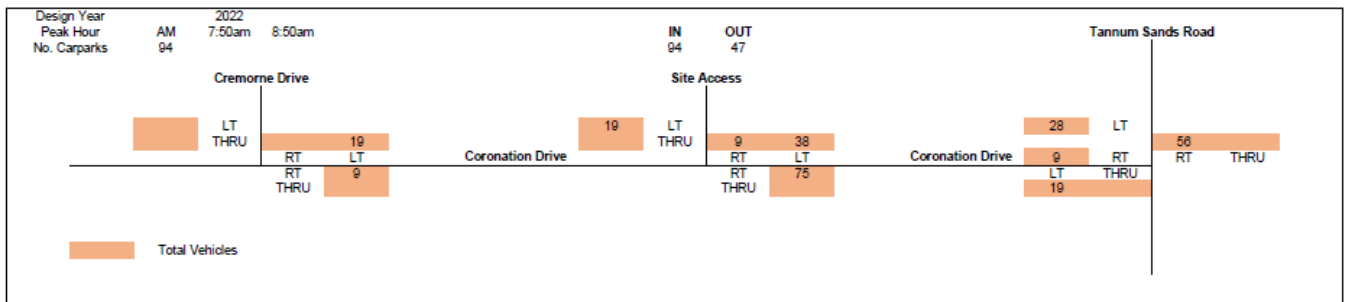 Design Year 2022
Peak Hour AM 7:50am 8:50am IN OUT Tannum Sands Road
No. Carparks 94 94 47
Cremorne Drive Site Access
LT 19 LT 28 LT
THRU 19 THRU 9 38 56
RT LT Coronation Drive RT LT Coronation Drive 9 RT RT THRU
RT 9 RT 75 LT THRU
THRU THRU 19
Total Vehicles